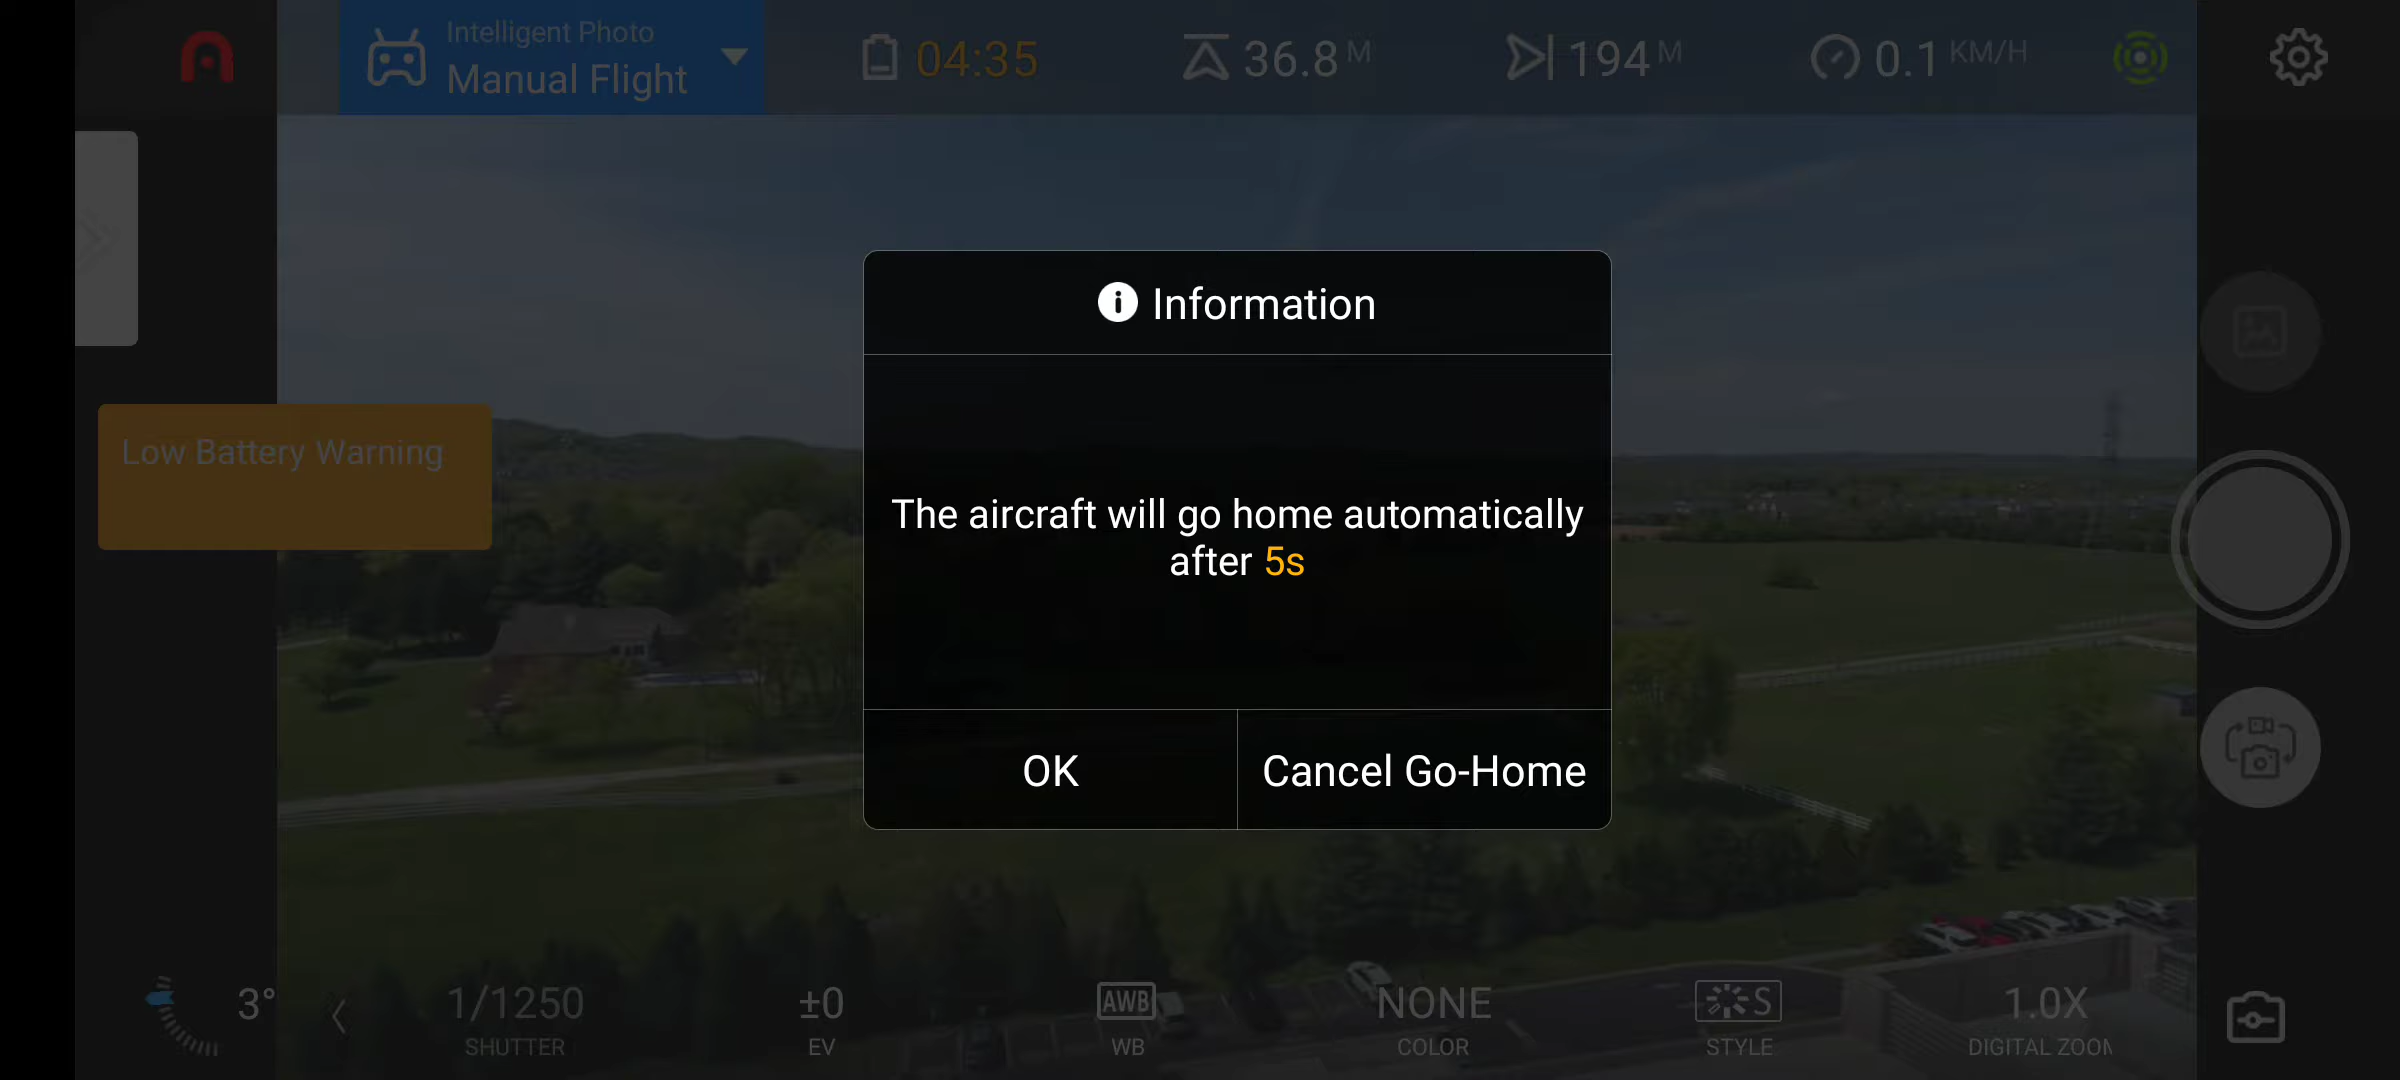 Intelligent Photo
Manual Flight
04:35
36.8 M
194 M
0.1 KM/H
Information
Low Battery Warning
The aircraft will go home automatically
after 5s
OK
Cancel Go-Home
3°
1/1250
SHUTTER
±0
EV
AWB
WB
NONE
COLOR
S
STYLE
1.0X
DIGITAL ZOOM